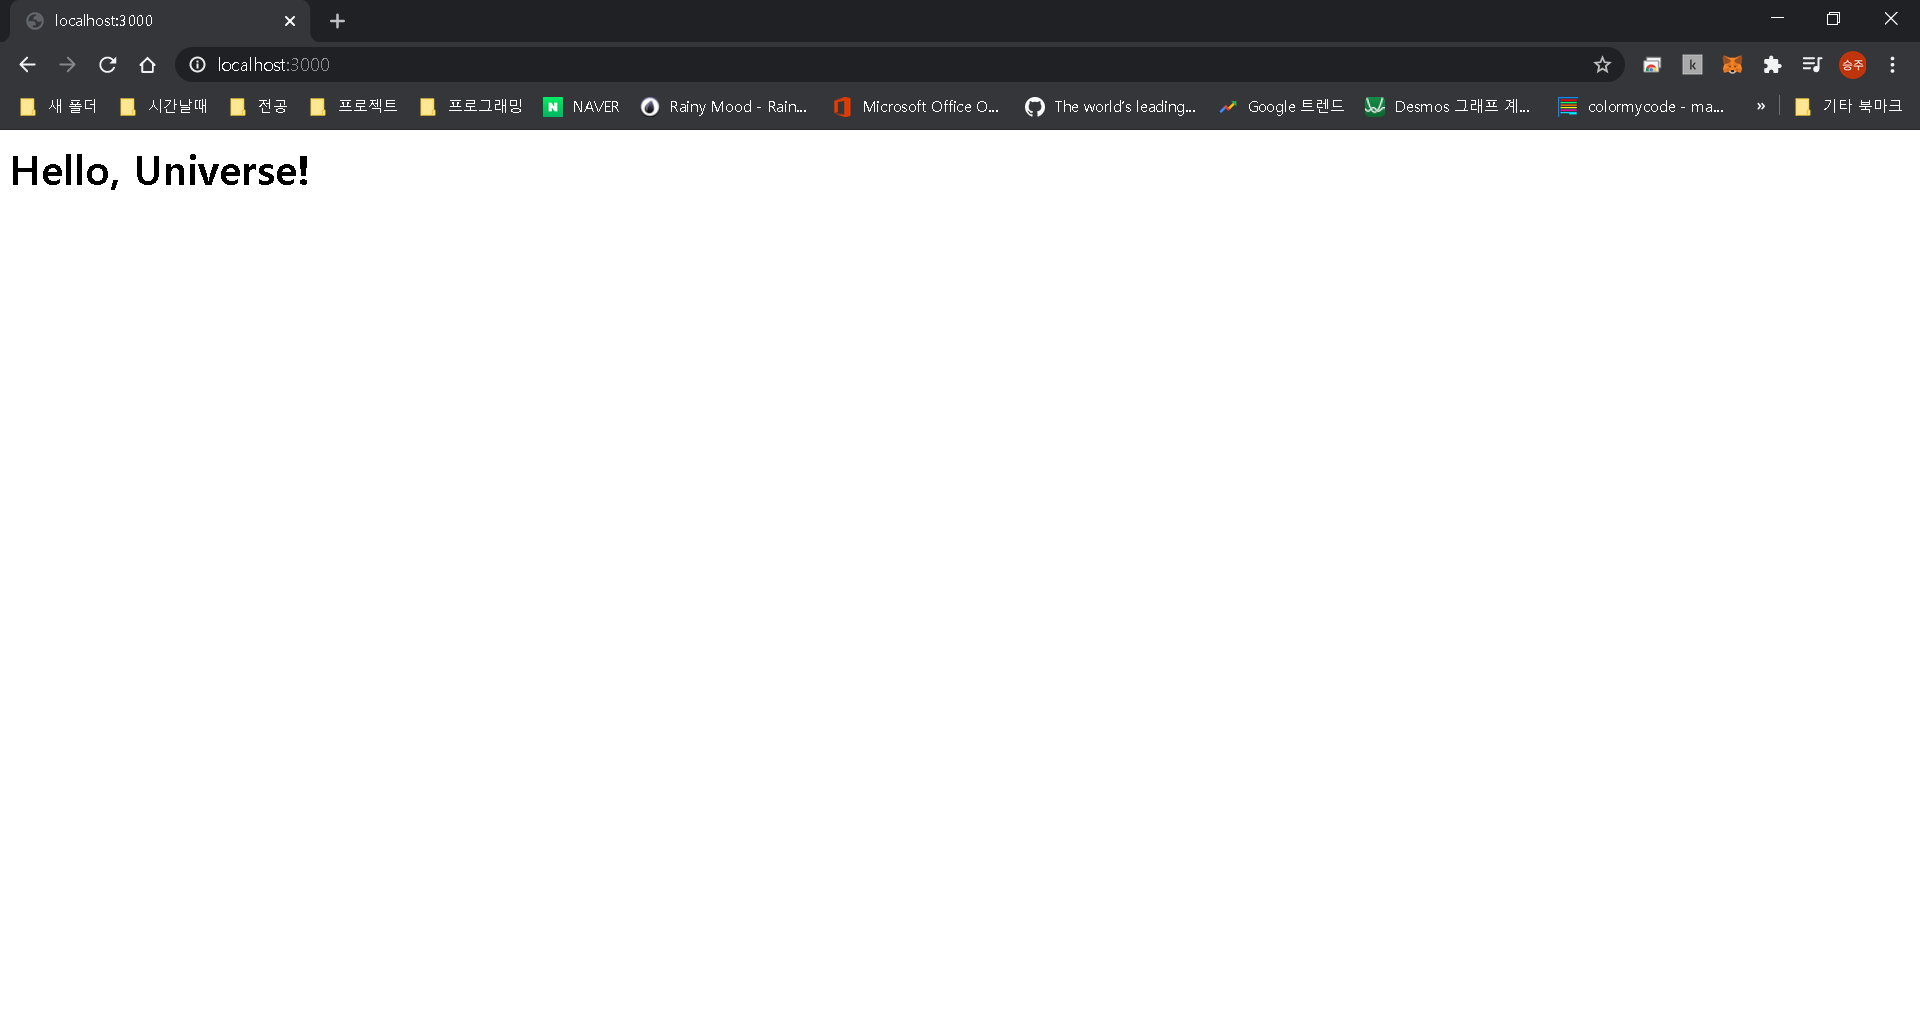 localhost:3000
localhost:3000
승주
새 폴더 시간날때 전공 프로젝트 프로그래밍 NAVER Rainy Mood - Rain... Microsoft Office O... The world's leading... Google 트렌드 Desmos 그래프 계... colormycode - ma... » 기타 북마크
Hello, Universe!